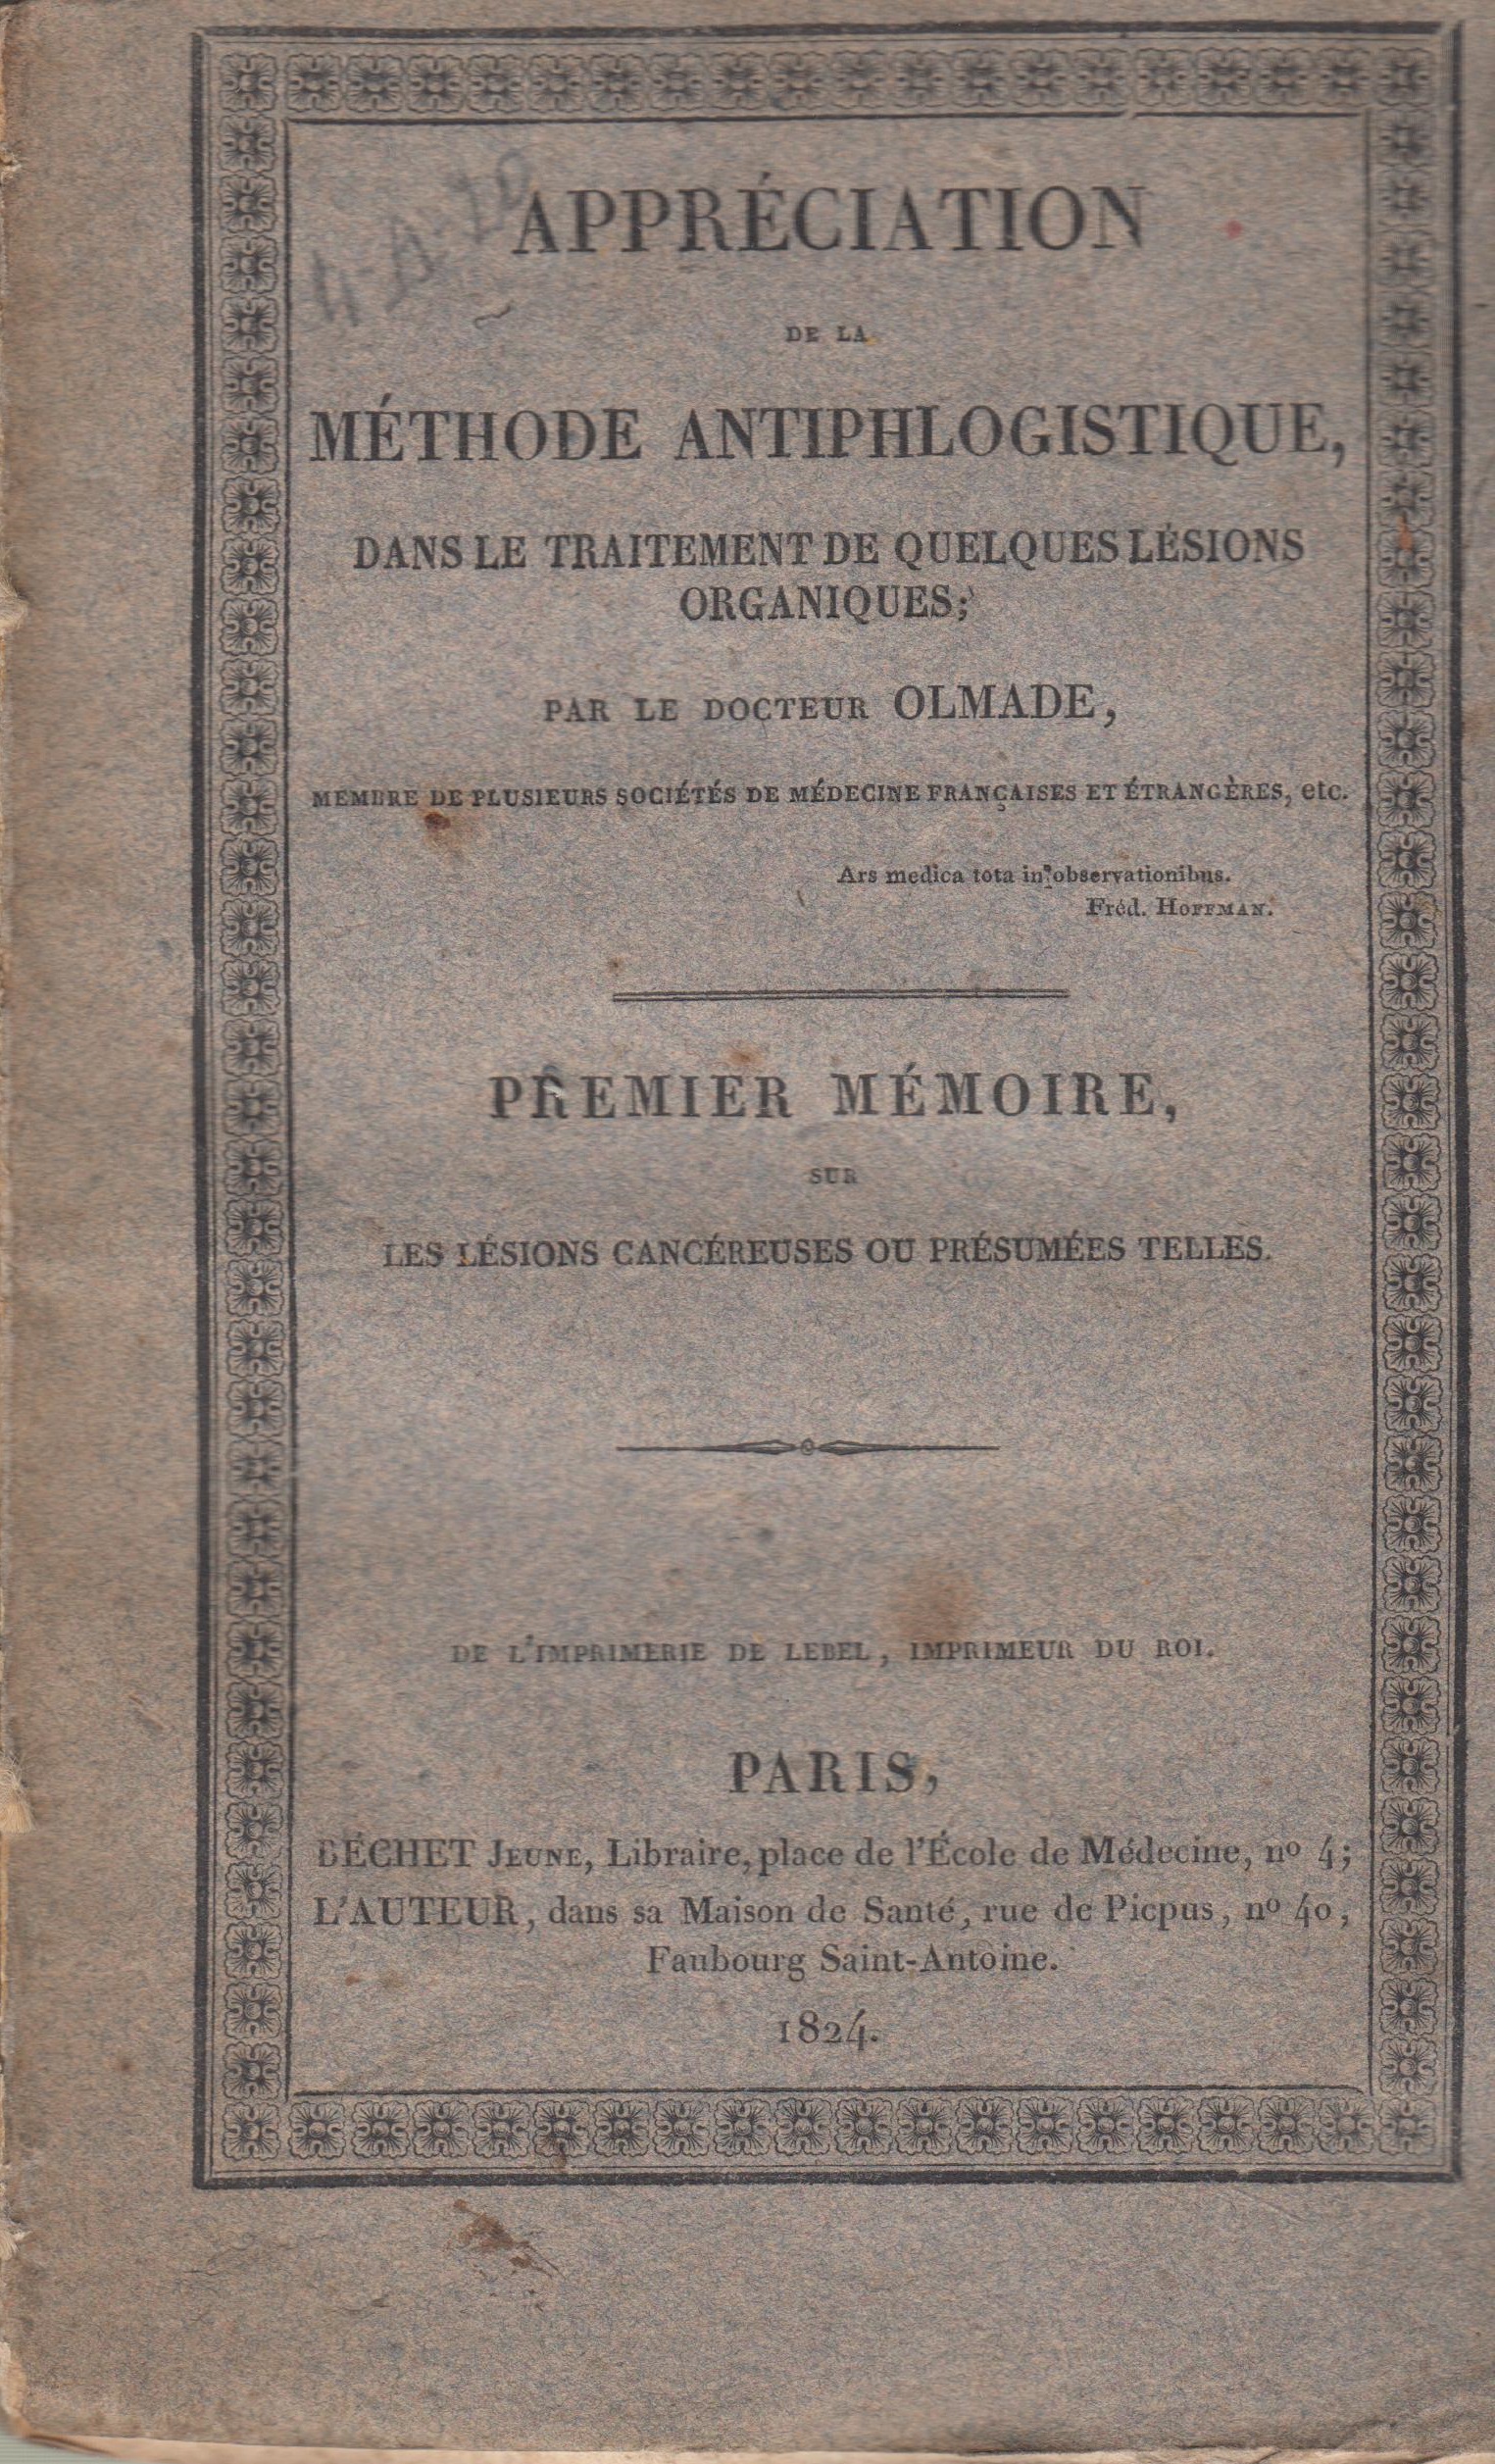 APPRÉCIATION
DE LA
MÉTHODE ANTIPHLOGISTIQUE,
DANS LE TRAITEMENT DE QUELQUES LÉSIONS
ORGANIQUES;
PAR LE DOCTEUR OLMADE,
MEMBRE DE PLUSIEURS SOCIÉTÉS DE MÉDECINE FRANÇAISES ET ÉTRANGÈRES, etc.
Ars medica tota in observationibus.
Fréd. HOFFMAN.
PREMIER MÉMOIRE,
SUR
LES LÉSIONS CANCÉREUSES OU PRÉSUMÉES TELLES.
DE L'IMPRIMERIE DE LEBEL, IMPRIMEUR DU ROI.
PARIS,
BÉCHET JEUNE, Libraire, place de l'École de Médecine, nº 4;
L'AUTEUR, dans sa Maison de Santé, rue de Picpus, nº 40,
Faubourg Saint-Antoine.
1824.